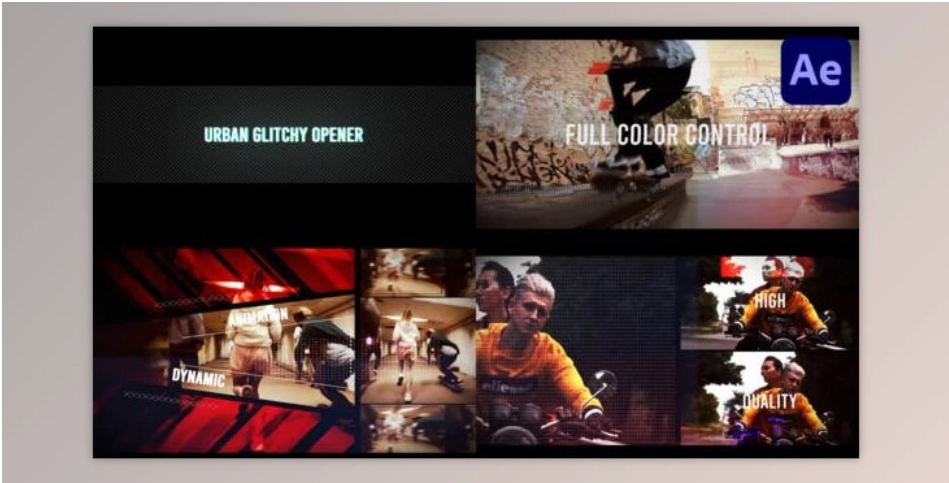 URBAN GLITCHY OPENER
Ae
FULL COLOR CONTROL
ANIMATION
DYNAMIC
HIGH
QUALITY